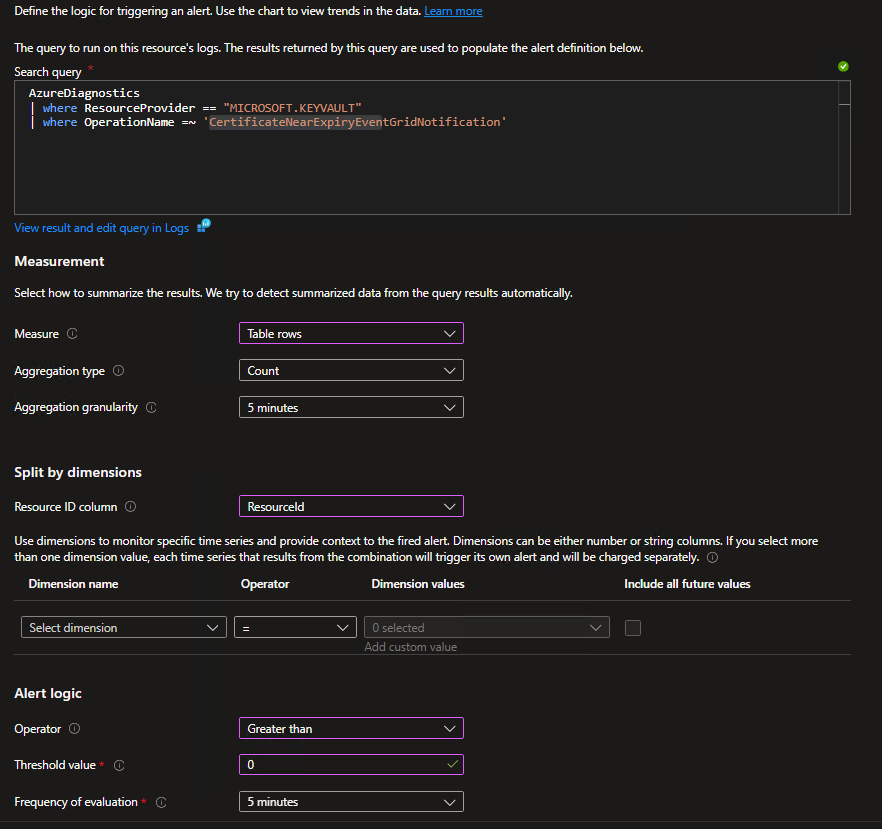 Define the logic for triggering an alert. Use the chart to view trends in the data. Learn more
The query to run on this resource's logs. The results returned by this query are used to populate the alert definition below.
Search query *
AzureDiagnostics
| where ResourceProvider == "MICROSOFT.KEYVAULT"
| where OperationName =~ 'CertificateNearExpiryEventGridNotification'
View result and edit query in Logs
Measurement
Select how to summarize the results. We try to detect summarized data from the query results automatically.
Measure Table rows
Aggregation type Count
Aggregation granularity 5 minutes
Split by dimensions
Resource ID column ResourceId
Use dimensions to monitor specific time series and provide context to the fired alert. Dimensions can be either number or string columns. If you select more
than one dimension value, each time series that results from the combination will trigger its own alert and will be charged separately.
Dimension name Operator Dimension values Include all future values
Select dimension = 0 selected
Add custom value
Alert logic
Operator Greater than
Threshold value * 0
Frequency of evaluation * 5 minutes